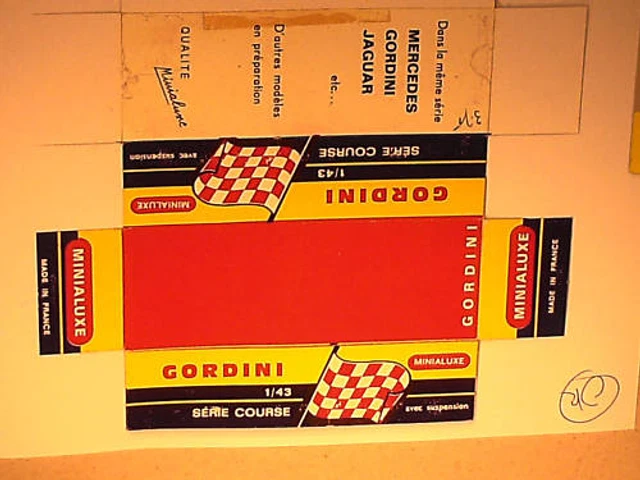 Dans la même série
MERCEDES
GORDINI
JAGUAR
etc...
D'autres modèles
en préparation
QUALITE
Minialuxe
SÉRIE COURSE
avec suspension
1/43
GORDINI
MINIALUXE
MADE IN FRANCE
MINIALUXE
GORDINI
MINIALUXE
MADE IN FRANCE
GORDINI
MINIALUXE
1/43
SÉRIE COURSE
avec suspension